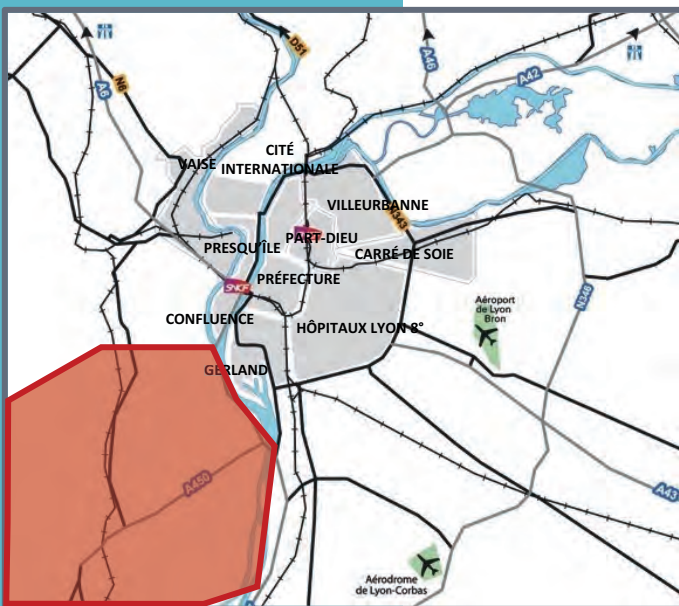 D51
A6
N6
A46
A42
CITÉ
INTERNATIONALE
VAISE
VILLEURBANNE
N343
PART-DIEU
PRESQU'ÎLE
CARRÉ DE SOIE
PRÉFECTURE
SNCF
N346
Aéroport
de Lyon
Bron
CONFLUENCE
HÔPITAUX LYON 8°
GERLAND
A450
A43
Aérodrome
de Lyon-Corbas